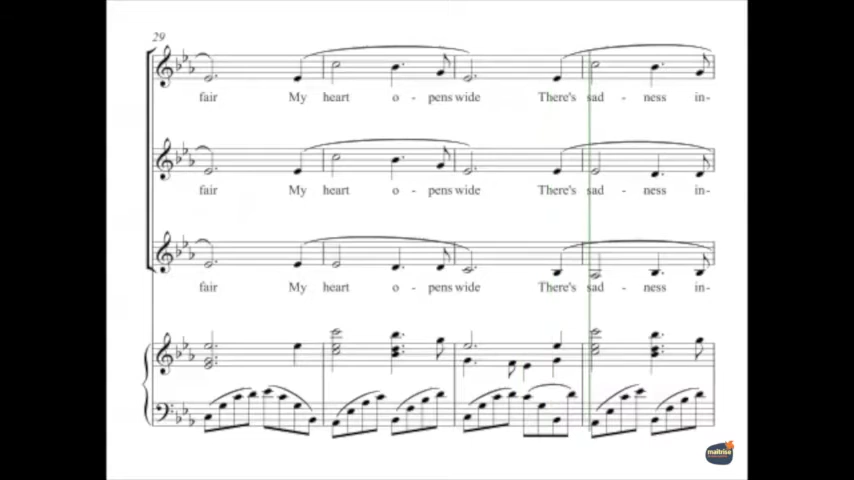 29
fair My heart o - pens wide There's sad - ness in-
fair My heart o - pens wide There's sad - ness in-
fair My heart o - pens wide There's sad - ness in-
maîtrise